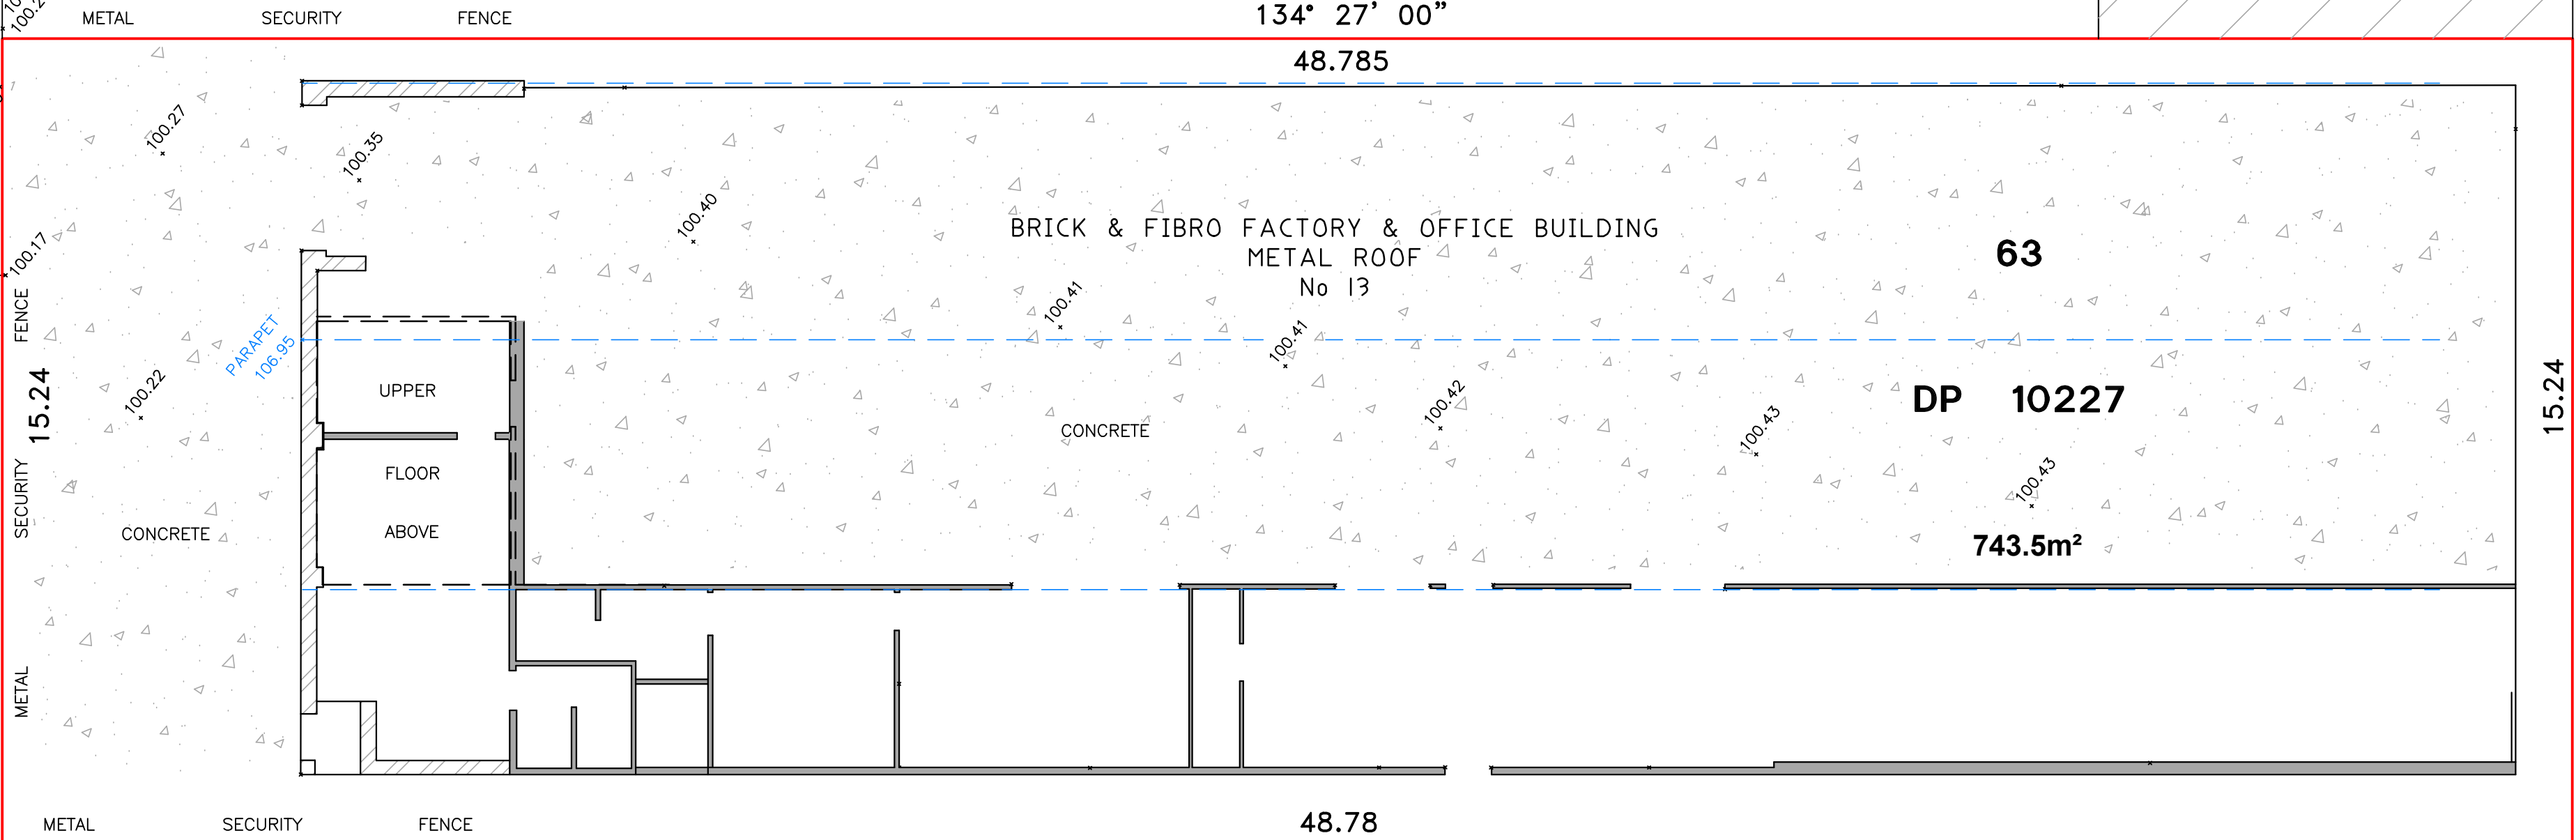 METAL SECURITY FENCE
134° 27' 00"
48.785
100.27
100.35
100.40
100.17
BRICK & FIBRO FACTORY & OFFICE BUILDING
METAL ROOF
No 13
63
100.41
100.41
METAL SECURITY FENCE
15.24
PARAPET
106.95
100.22
UPPER
FLOOR
ABOVE
CONCRETE
CONCRETE
100.42
100.43
DP 10227
100.43
743.5m²
15.24
METAL SECURITY FENCE
48.78